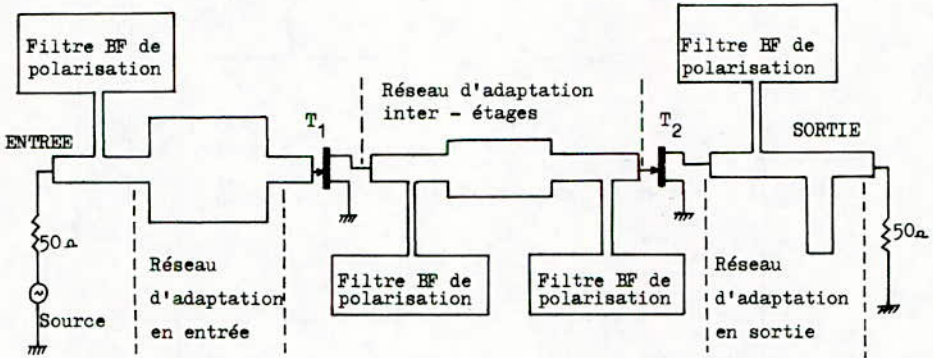 Filtre BF de
polarisation
Filtre BF de
polarisation
Réseau d'adaptation
inter - étages
T1
T2
ENTREE
SORTIE
50Ω
50Ω
Source
Réseau
d'adaptation
en entrée
Filtre BF de
polarisation
Filtre BF de
polarisation
Réseau
d'adaptation
en sortie